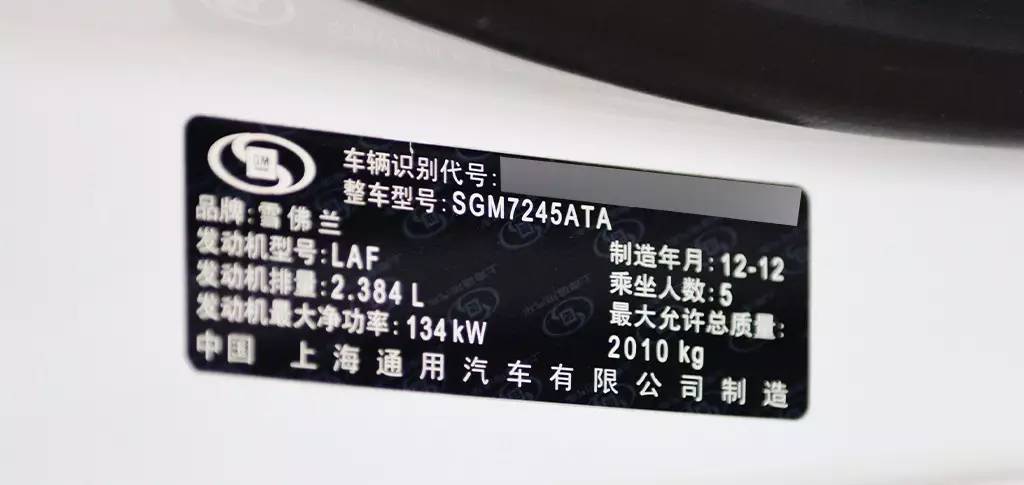 GM
车辆识别代号:
整车型号:SGM7245ATA
品牌:雪佛兰
发动机型号:LAF
制造年月:12-12
发动机排量:2.384 L
乘坐人数:5
发动机最大净功率:134 kW
最大允许总质量:
2010 kg
中国 上海通用汽车有限公司制造